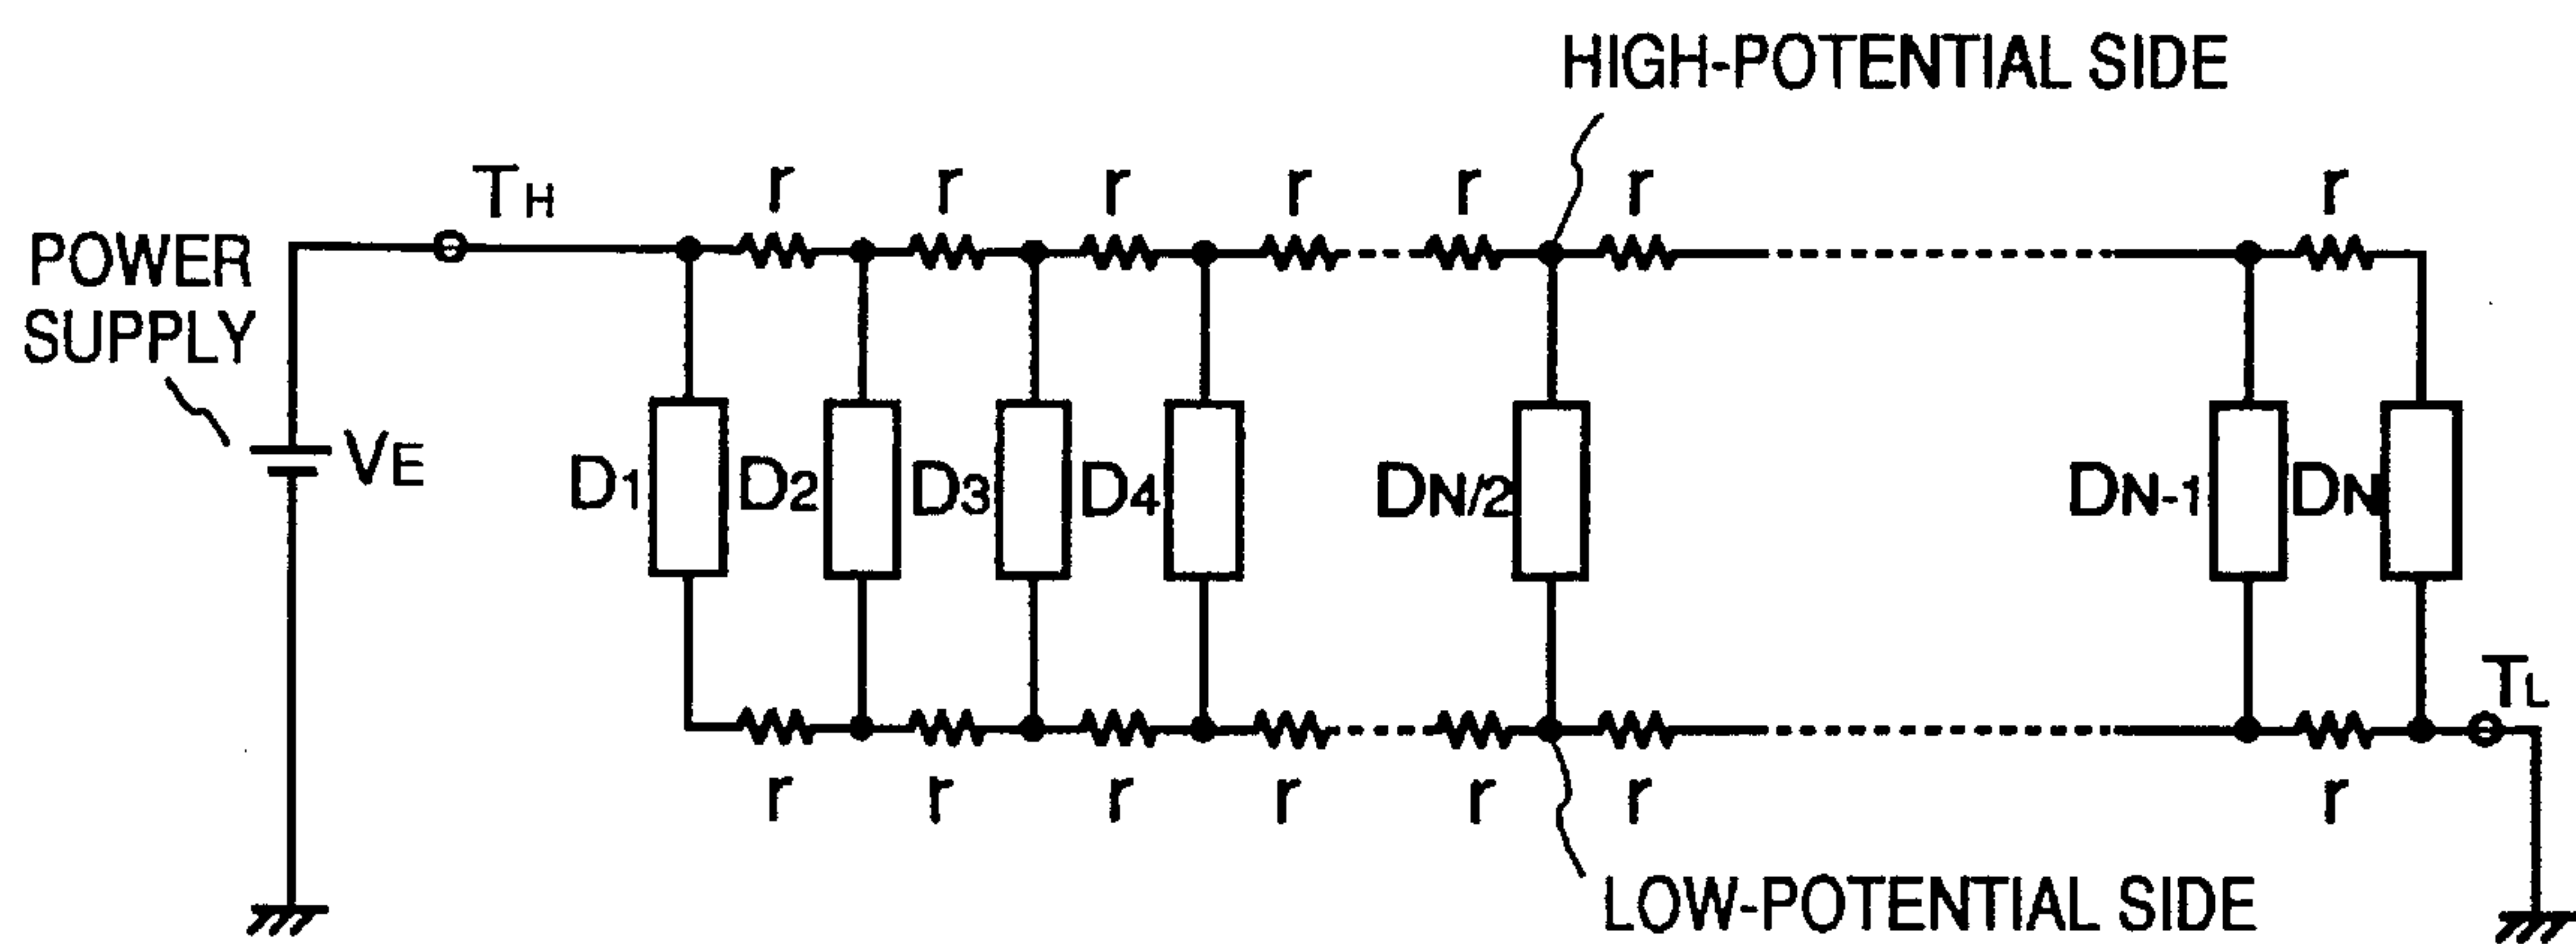 HIGH-POTENTIAL SIDE
TH
r r r r r r r
POWER
SUPPLY
VE
D1 D2 D3 D4 DN/2 DN-1 DN
TL
r r r r r r r
LOW-POTENTIAL SIDE